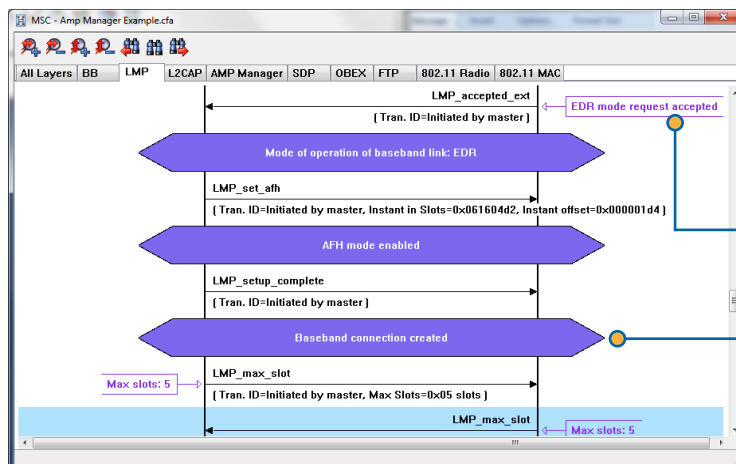 MSC - Amp Manager Example.cfa
All Layers BB LMP L2CAP AMP Manager SDP OBEX FTP 802.11 Radio 802.11 MAC
LMP_accepted_ext
EDR mode request accepted
( Tran. ID=Initiated by master )
Mode of operation of baseband link: EDR
LMP_set_afh
( Tran. ID=Initiated by master, Instant in Slots=0x061604d2, Instant offset=0x000001d4 )
AFH mode enabled
LMP_setup_complete
( Tran. ID=Initiated by master )
Baseband connection created
LMP_max_slot
Max slots: 5
( Tran. ID=Initiated by master, Max Slots=0x05 slots )
LMP_max_slot
Max slots: 5